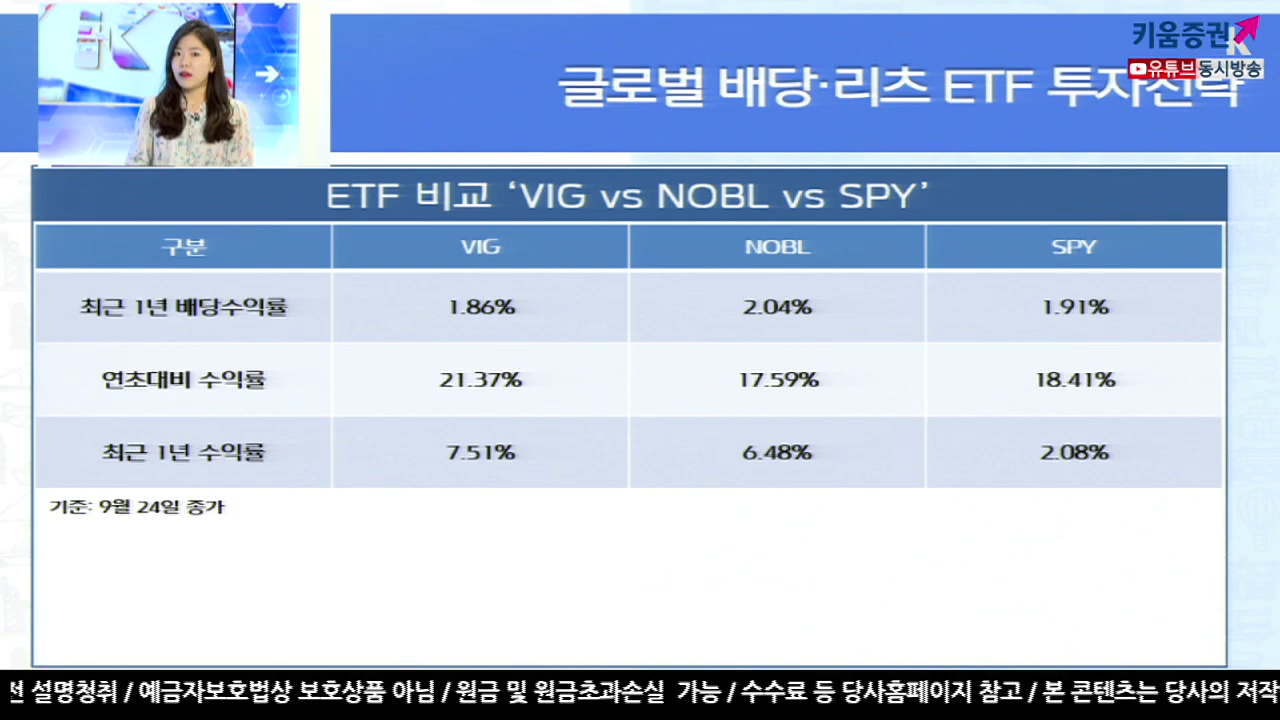 키움증권
유튜브 동시방송
글로벌 배당·리츠 ETF 투자전략
ETF 비교 ‘VIG vs NOBL vs SPY’
구분 VIG NOBL SPY
최근 1년 배당수익률 1.86% 2.04% 1.91%
연초대비 수익률 21.37% 17.59% 18.41%
최근 1년 수익률 7.51% 6.48% 2.08%
기준: 9월 24일 종가
설명청취 / 예금자보호법상 보호상품 아님 / 원금 및 원금초과손실 가능 / 수수료 등 당사홈페이지 참고 / 본 콘텐츠는 당사의 저작